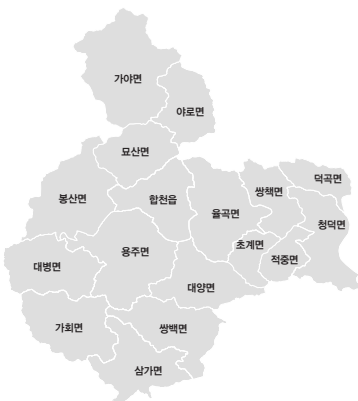 가야면
야로면
묘산면
봉산면
합천읍
율곡면
쌍책면
덕곡면
청덕면
초계면
적중면
용주면
대병면
대양면
가회면
쌍백면
삼가면